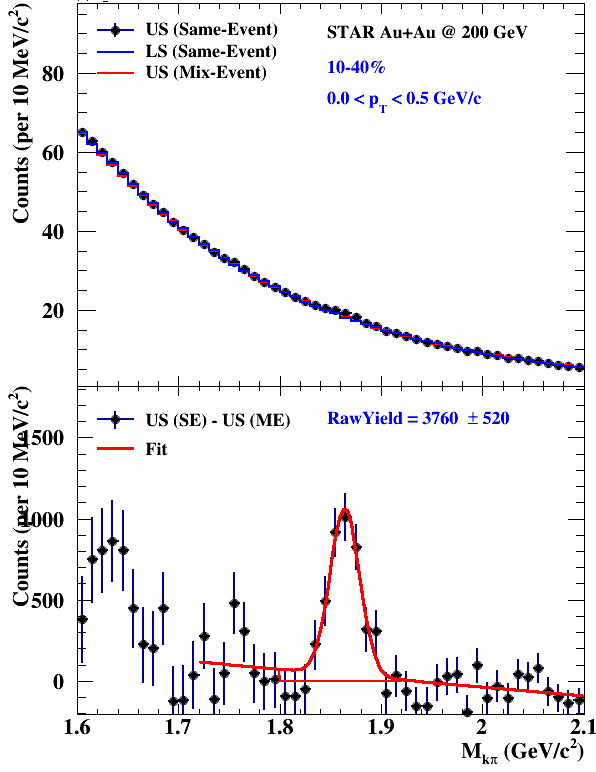 US (Same-Event)
LS (Same-Event)
US (Mix-Event)
STAR Au+Au @ 200 GeV
10-40%
0.0 < p_T < 0.5 GeV/c
Counts (per 10 MeV/c²)
80
60
40
20
US (SE) - US (ME)
Fit
RawYield = 3760 ± 520
Counts (per 10 MeV/c²)
1500
1000
500
0
1.6 1.7 1.8 1.9 2 2.1
M_kπ (GeV/c²)